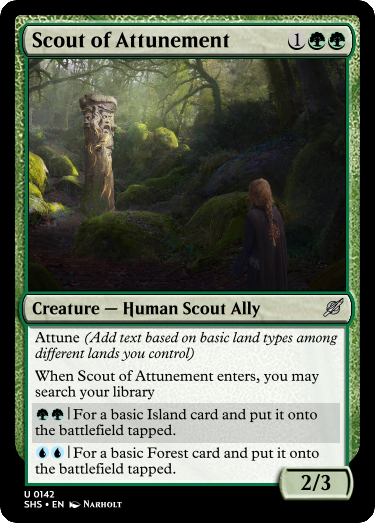 Scout of Attunement 1
Creature — Human Scout Ally
Attune (Add text based on basic land types among
different lands you control)
When Scout of Attunement enters, you may
search your library
| For a basic Island card and put it onto
the battlefield tapped.
| For a basic Forest card and put it onto
the battlefield tapped.
2/3
U 0142
SHS • EN Narholt